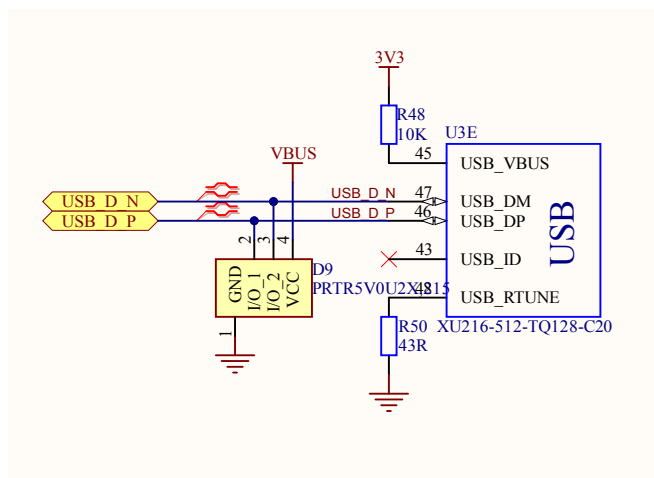 3V3
R48
10K
U3E
45
USB_VBUS
VBUS
USB_D_N
USB_D_N
47
USB_DM
USB_D_P
USB_D_P
46
USB_DP
USB
2
3
4
43
USB_ID
GND
I/O_1
I/O_2
VCC
D9
PRTR5V0U2X,215
48
USB_RTUNE
1
R50
43R
XU216-512-TQ128-C20